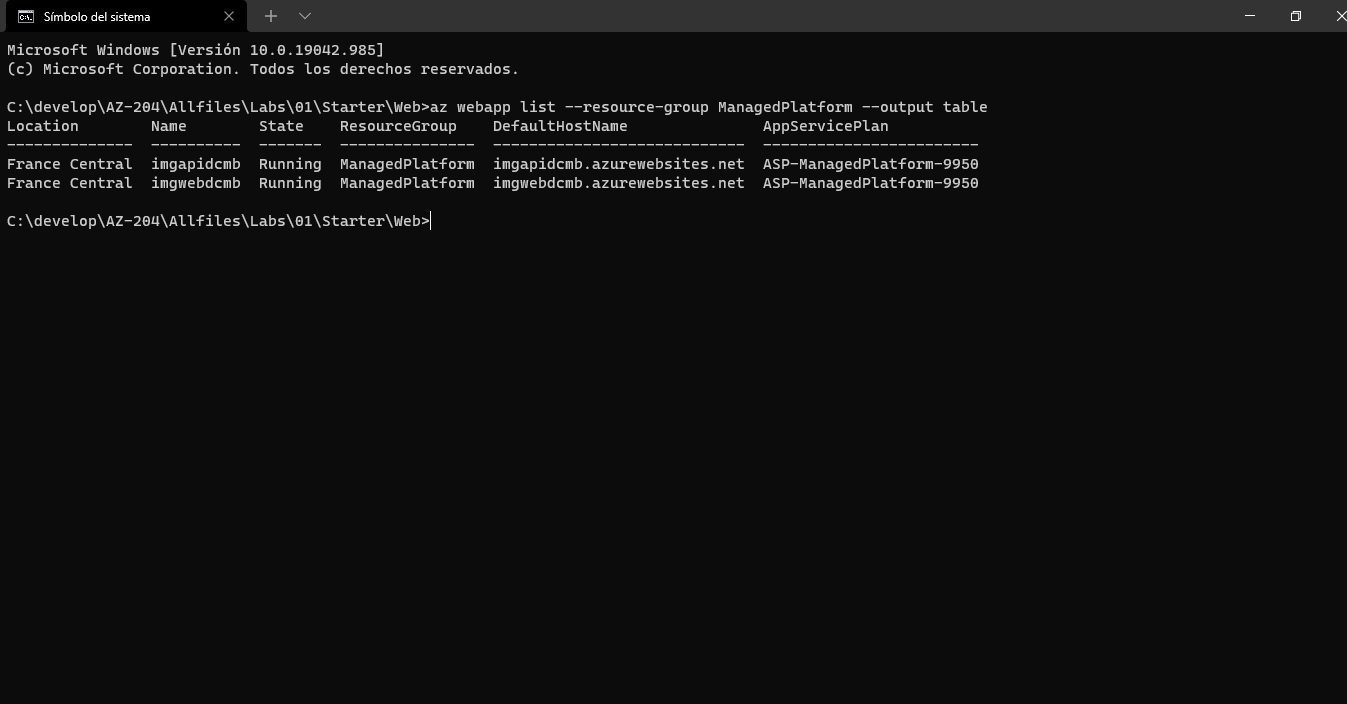 Símbolo del sistema
Microsoft Windows [Versión 10.0.19042.985]
(c) Microsoft Corporation. Todos los derechos reservados.
C:\develop\AZ-204\Allfiles\Labs\01\Starter\Web>az webapp list --resource-group ManagedPlatform --output table
Location        Name        State    ResourceGroup    DefaultHostName               AppServicePlan
--------------  ----------  -------  ---------------  ----------------------------  ------------------------
France Central  imgapidcmb  Running  ManagedPlatform  imgapidcmb.azurewebsites.net  ASP-ManagedPlatform-9950
France Central  imgwebdcmb  Running  ManagedPlatform  imgwebdcmb.azurewebsites.net  ASP-ManagedPlatform-9950
C:\develop\AZ-204\Allfiles\Labs\01\Starter\Web>